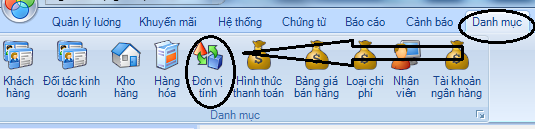 Quản lý lương Khuyến mãi Hệ thống Chứng từ Báo cáo Cảnh báo Danh mục
Khách hàng
Đối tác kinh doanh
Kho hàng
Hàng hóa
Đơn vị tính
Hình thức thanh toán
Bảng giá bán hàng
Loại chi phí
Nhân viên
Tài khoản ngân hàng
Danh mục